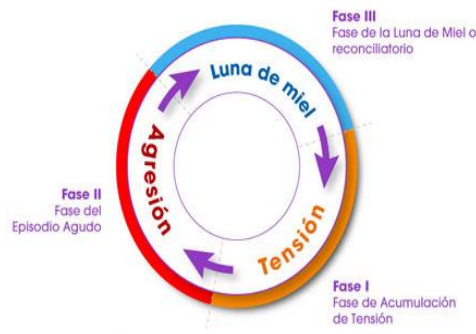 Fase III
Fase de la Luna de Miel o
reconciliatorio
Luna de miel
Agresión
Tensión
Fase II
Fase del
Episodio Agudo
Fase I
Fase de Acumulación
de Tensión